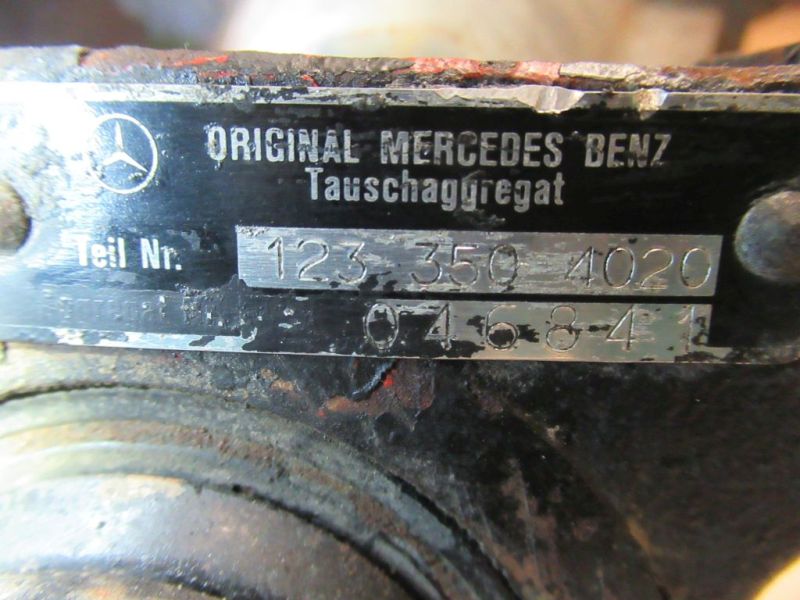 ORIGINAL MERCEDES BENZ
Tauschaggregat
Teil Nr. 123 350 4020
046841